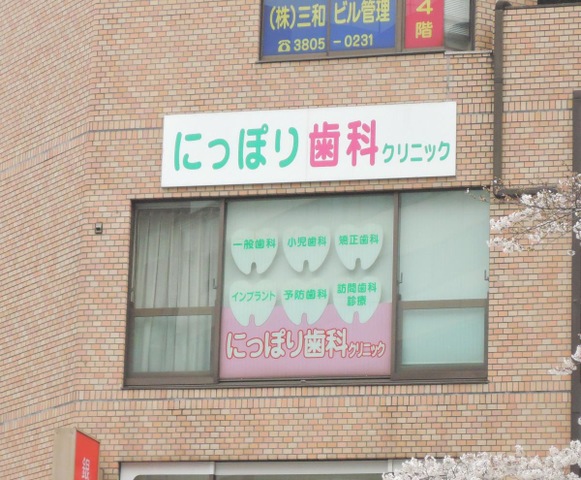 (株)三和 ビル管理
☎3805-0231
4階
にっぽり歯科クリニック
一般歯科
小児歯科
矯正歯科
インプラント
予防歯科
訪問歯科
診療
にっぽり歯科クリニック